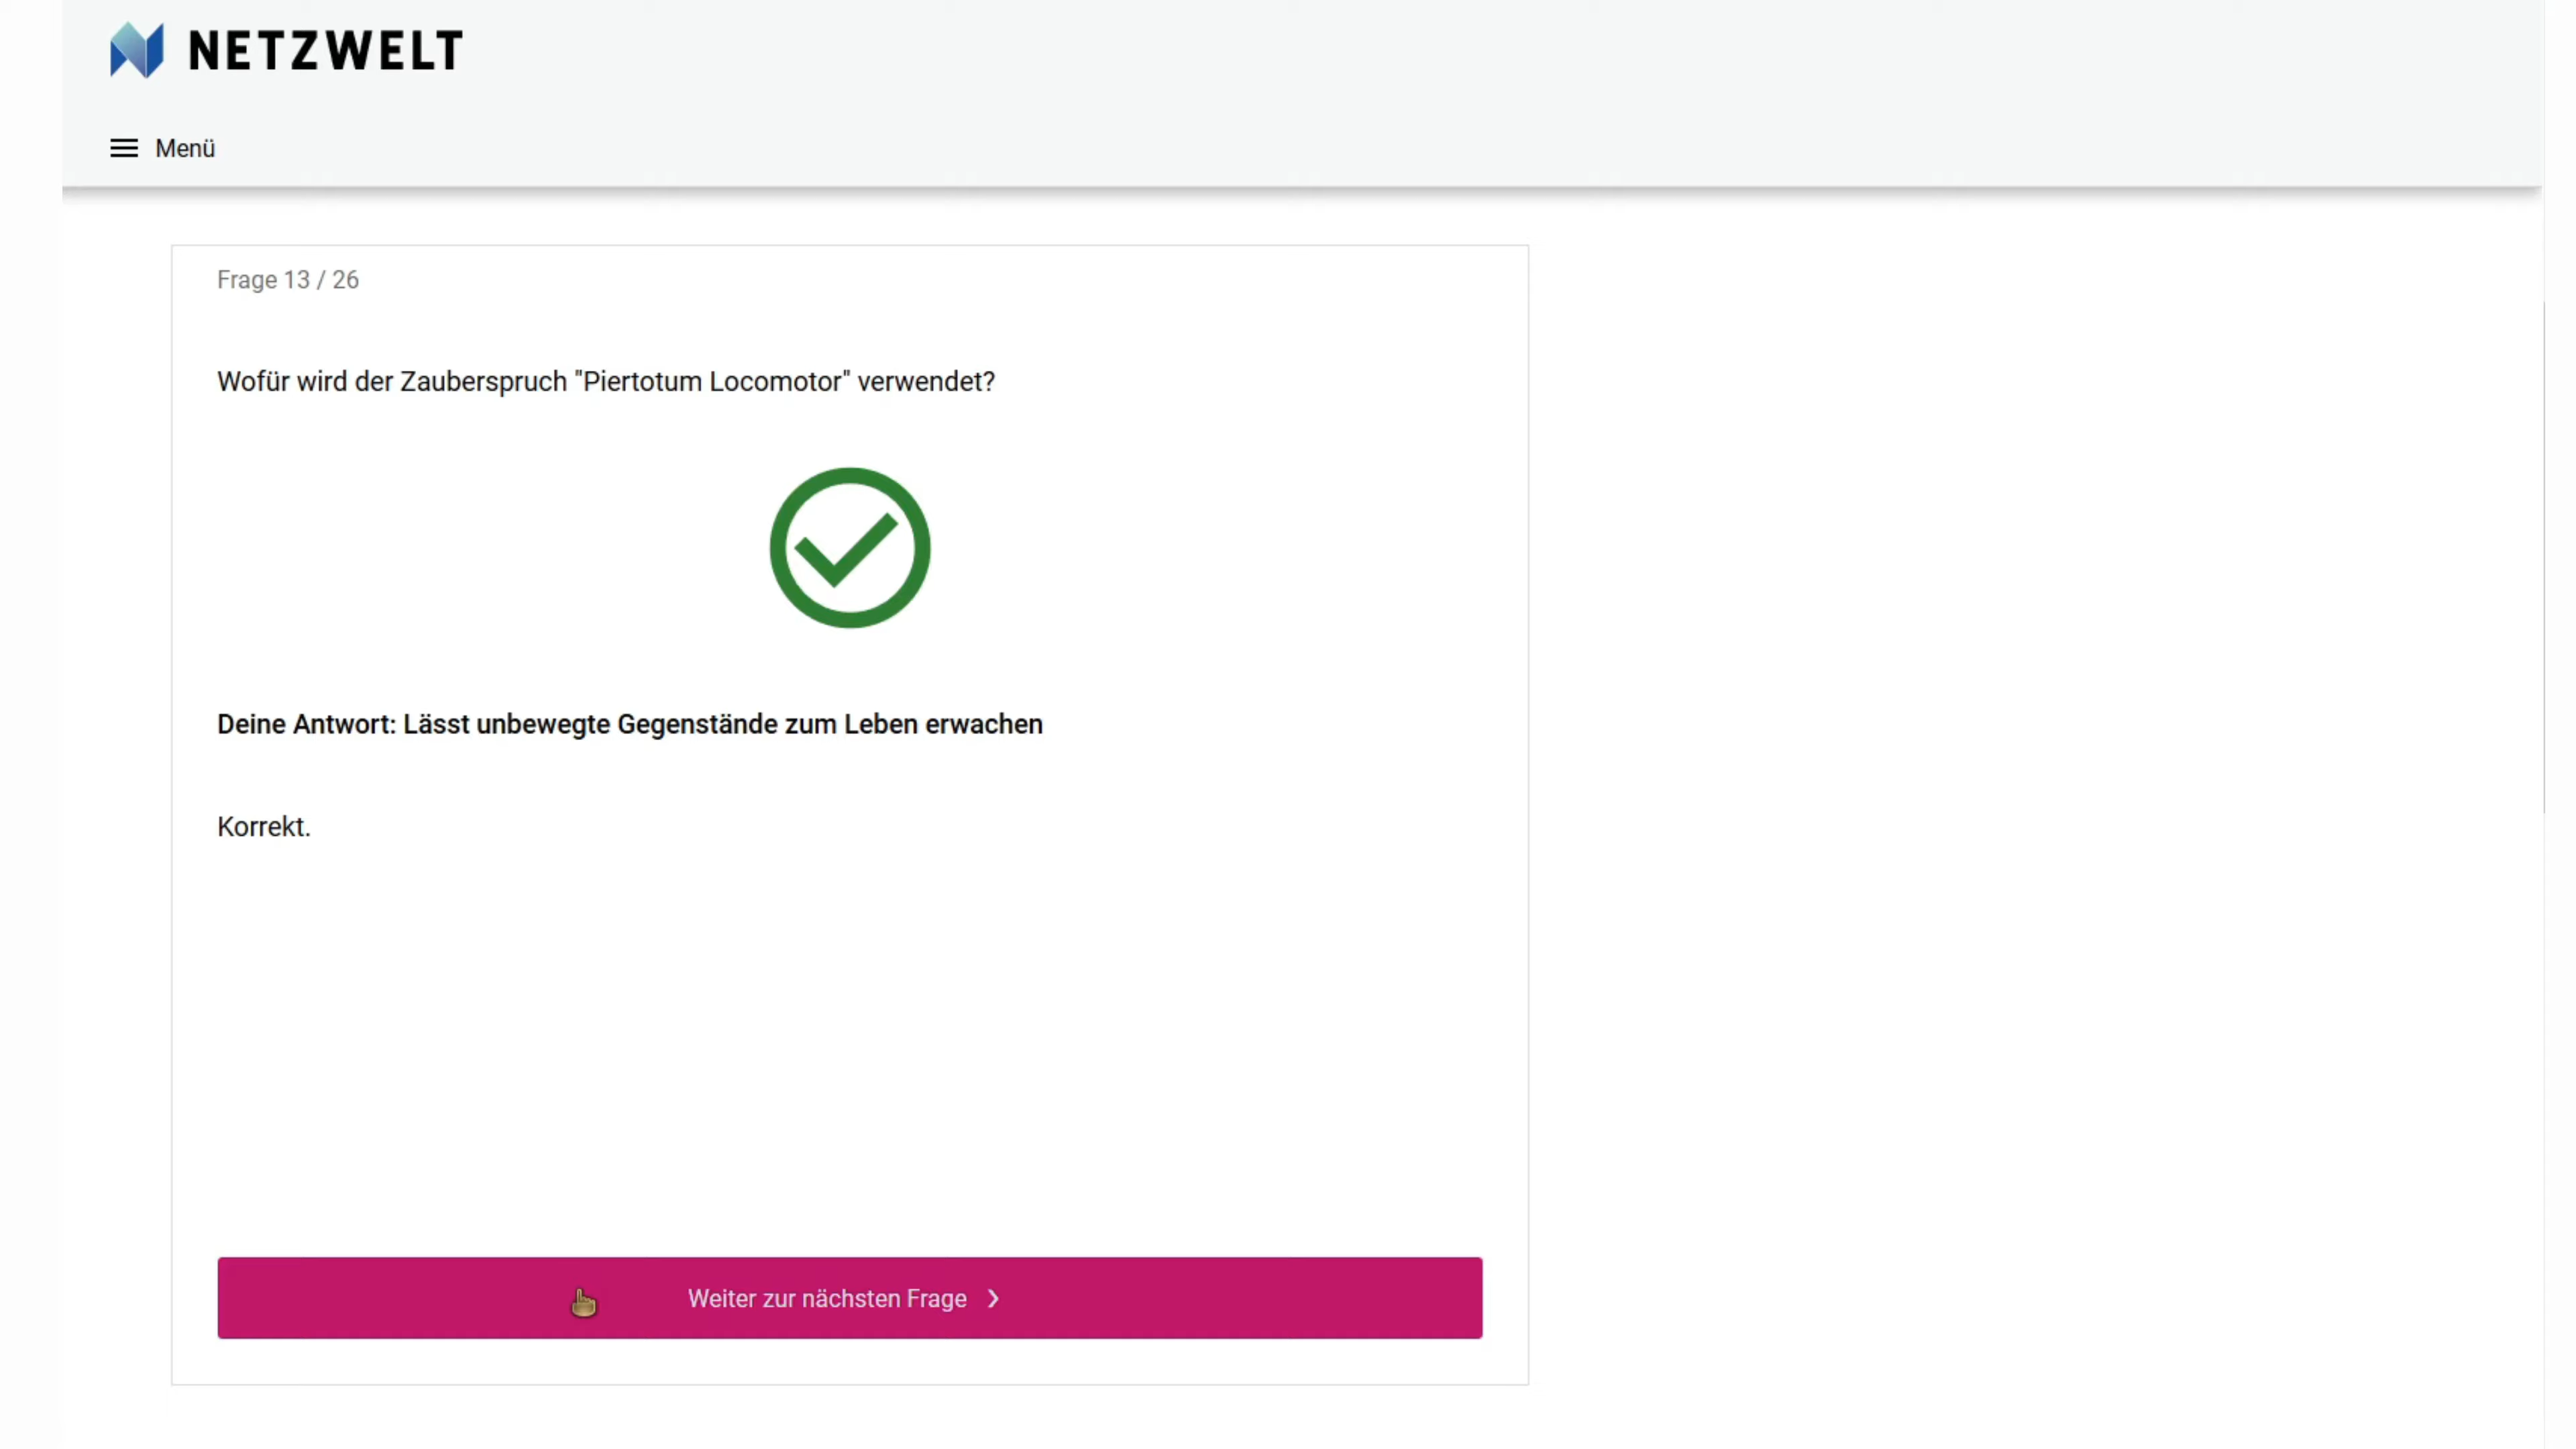 NETZWELT
Menü
Frage 13 / 26
Wofür wird der Zauberspruch "Piertotum Locomotor" verwendet?
Deine Antwort: Lässt unbewegte Gegenstände zum Leben erwachen
Korrekt.
Weiter zur nächsten Frage